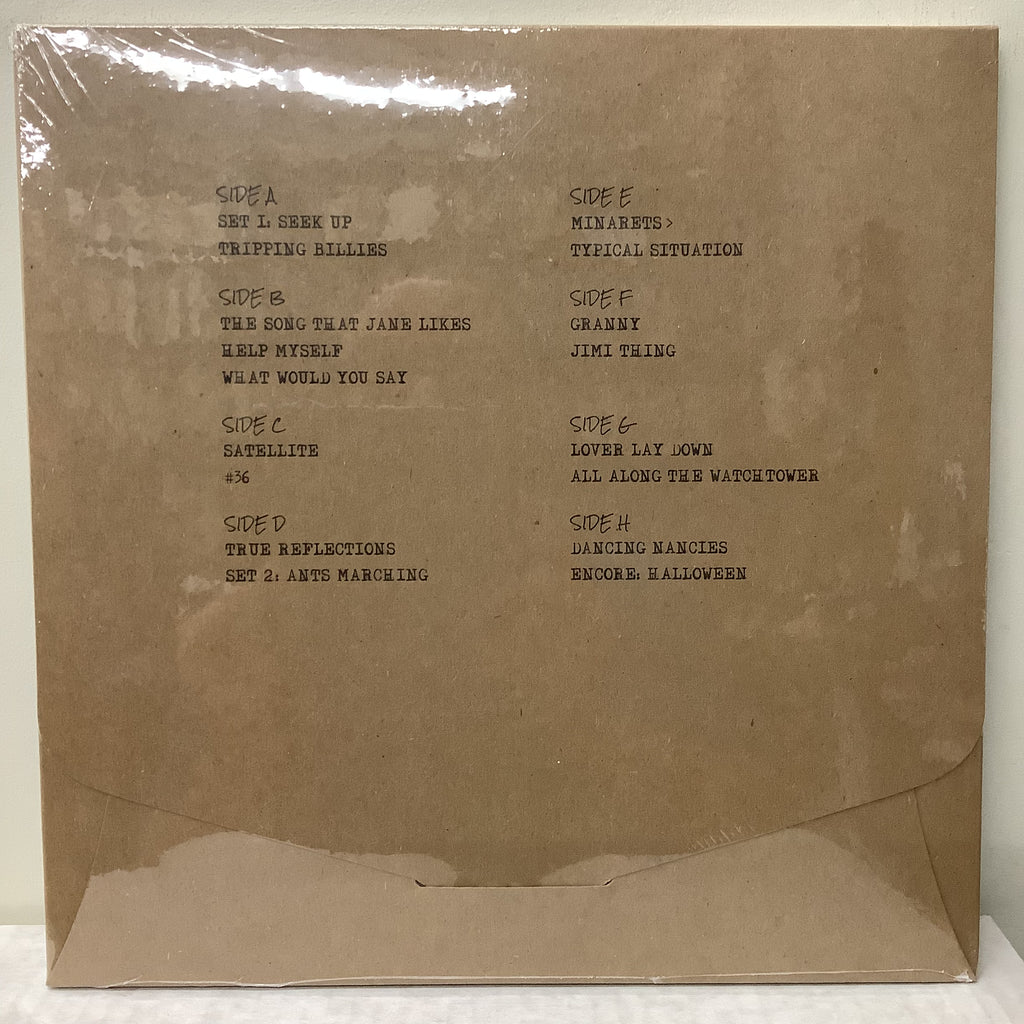 SIDE A
SET 1: SEEK UP
TRIPPING BILLIES
SIDE B
THE SONG THAT JANE LIKES
HELP MYSELF
WHAT WOULD YOU SAY
SIDE C
SATELLITE
#36
SIDE D
TRUE REFLECTIONS
SET 2: ANTS MARCHING
SIDE E
MINARETS >
TYPICAL SITUATION
SIDE F
GRANNY
JIMI THING
SIDE G
LOVER LAY DOWN
ALL ALONG THE WATCHTOWER
SIDE H
DANCING NANCIES
ENCORE: HALLOWEEN